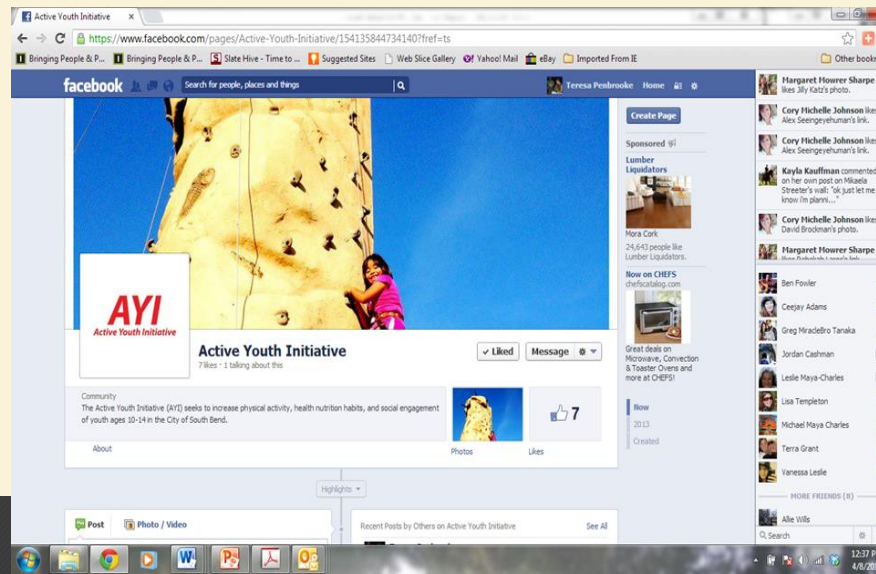 Active Youth Initiative
https://www.facebook.com/pages/Active-Youth-Initiative/154135844734140?fref=ts
Bringing People & P... Bringing People & P... Slate Hive - Time to ... Suggested Sites Web Slice Gallery Yahoo! Mail eBay Imported From IE Other bookm
facebook Search for people, places and things Teresa Penbrooke Home
AYI
Active Youth Initiative
Active Youth Initiative
7 likes · 1 talking about this
Liked Message
Community
The Active Youth Initiative (AYI) seeks to increase physical activity, health nutrition habits, and social engagement
of youth ages 10-14 in the City of South Bend.
7
About Photos Likes
Highlights
Post Photo / Video
Recent Posts by Others on Active Youth Initiative See All
Create Page
Sponsored
Lumber
Liquidators
Mora Cork
24,643 people like
Lumber Liquidators.
Now on CHEFS
chefscatalog.com
Great deals on
Microwave, Convection
& Toaster Ovens and
more at CHEFS!
Now
2013
Created
Margaret Mowrer Sharpe
likes Jilly Katz's photo.
Cory Michelle Johnson likes
Alex Seeingeyehuman's link.
Cory Michelle Johnson likes
Alex Seeingeyehuman's link.
Kayla Kauffman commented
on her own post on Mikaela
Streeter's wall: "ok just let me
know i'm planni..."
Cory Michelle Johnson likes
David Brockman's photo.
Margaret Mowrer Sharpe
Ben Fowler
Ceejay Adams
Greg MiracleBro Tanaka
Jordan Cashman
Leslie Maya-Charles
Lisa Templeton
Michael Maya Charles
Terra Grant
Vanessa Leslie
MORE FRIENDS (8)
Allie Wills
Search
12:37 P
4/8/20